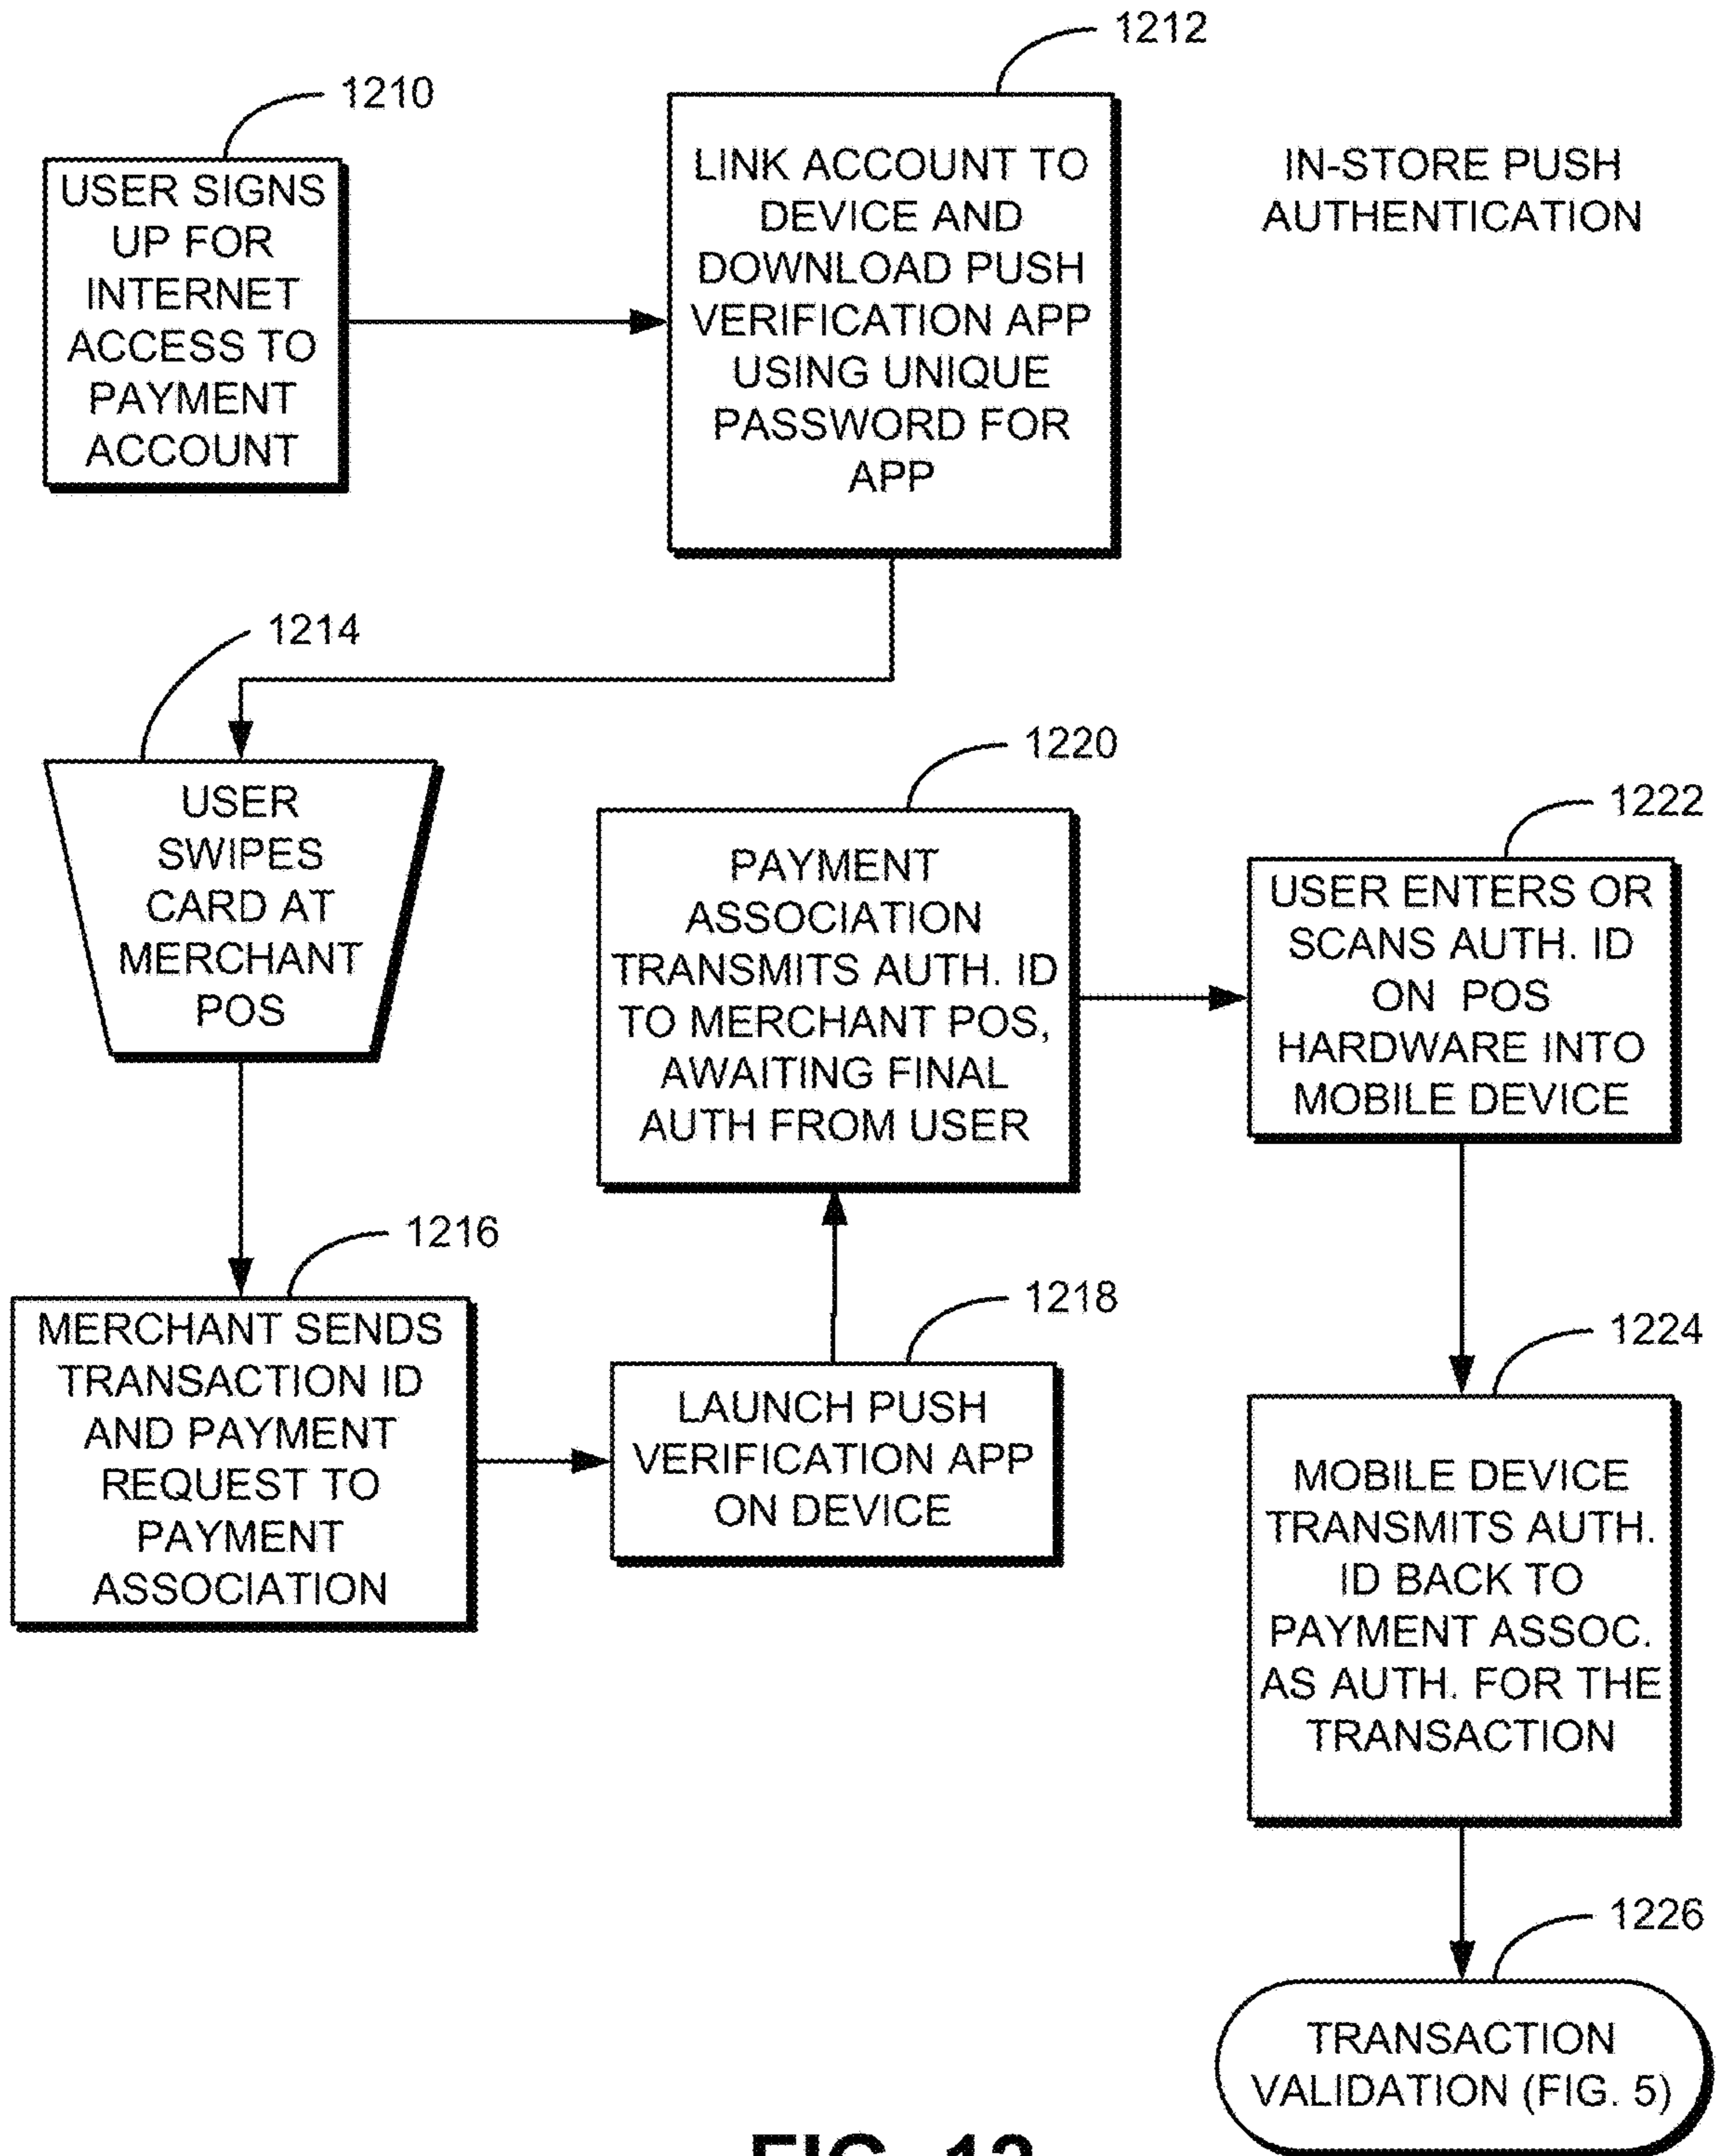 1212
1210
USER SIGNS
UP FOR
INTERNET
ACCESS TO
PAYMENT
ACCOUNT
LINK ACCOUNT TO
DEVICE AND
DOWNLOAD PUSH
VERIFICATION APP
USING UNIQUE
PASSWORD FOR
APP
IN-STORE PUSH
AUTHENTICATION
1214
USER
SWIPES
CARD AT
MERCHANT
POS
1216
MERCHANT SENDS
TRANSACTION ID
AND PAYMENT
REQUEST TO
PAYMENT
ASSOCIATION
1218
LAUNCH PUSH
VERIFICATION APP
ON DEVICE
1220
PAYMENT
ASSOCIATION
TRANSMITS AUTH. ID
TO MERCHANT POS,
AWAITING FINAL
AUTH FROM USER
1222
USER ENTERS OR
SCANS AUTH. ID
ON POS
HARDWARE INTO
MOBILE DEVICE
1224
MOBILE DEVICE
TRANSMITS AUTH.
ID BACK TO
PAYMENT ASSOC.
AS AUTH. FOR THE
TRANSACTION
1226
TRANSACTION
VALIDATION (FIG. 5)
FIG.